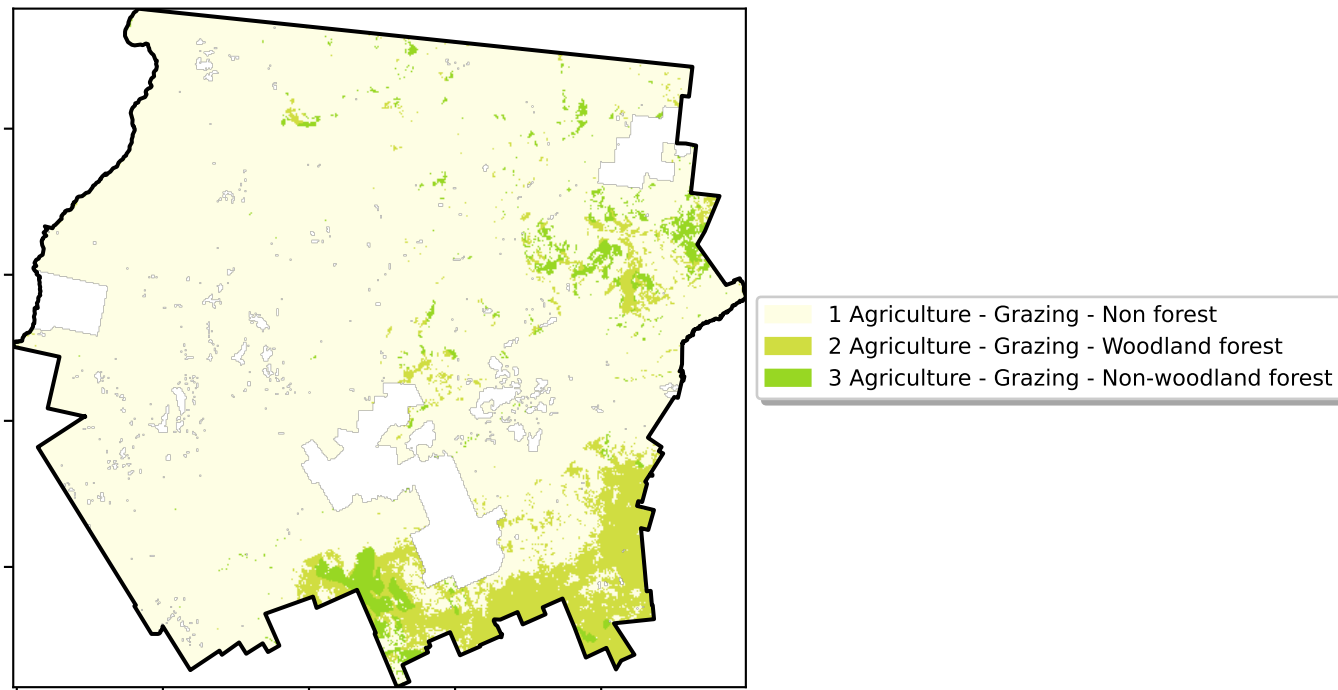 1 Agriculture - Grazing - Non forest
2 Agriculture - Grazing - Woodland forest
3 Agriculture - Grazing - Non-woodland forest